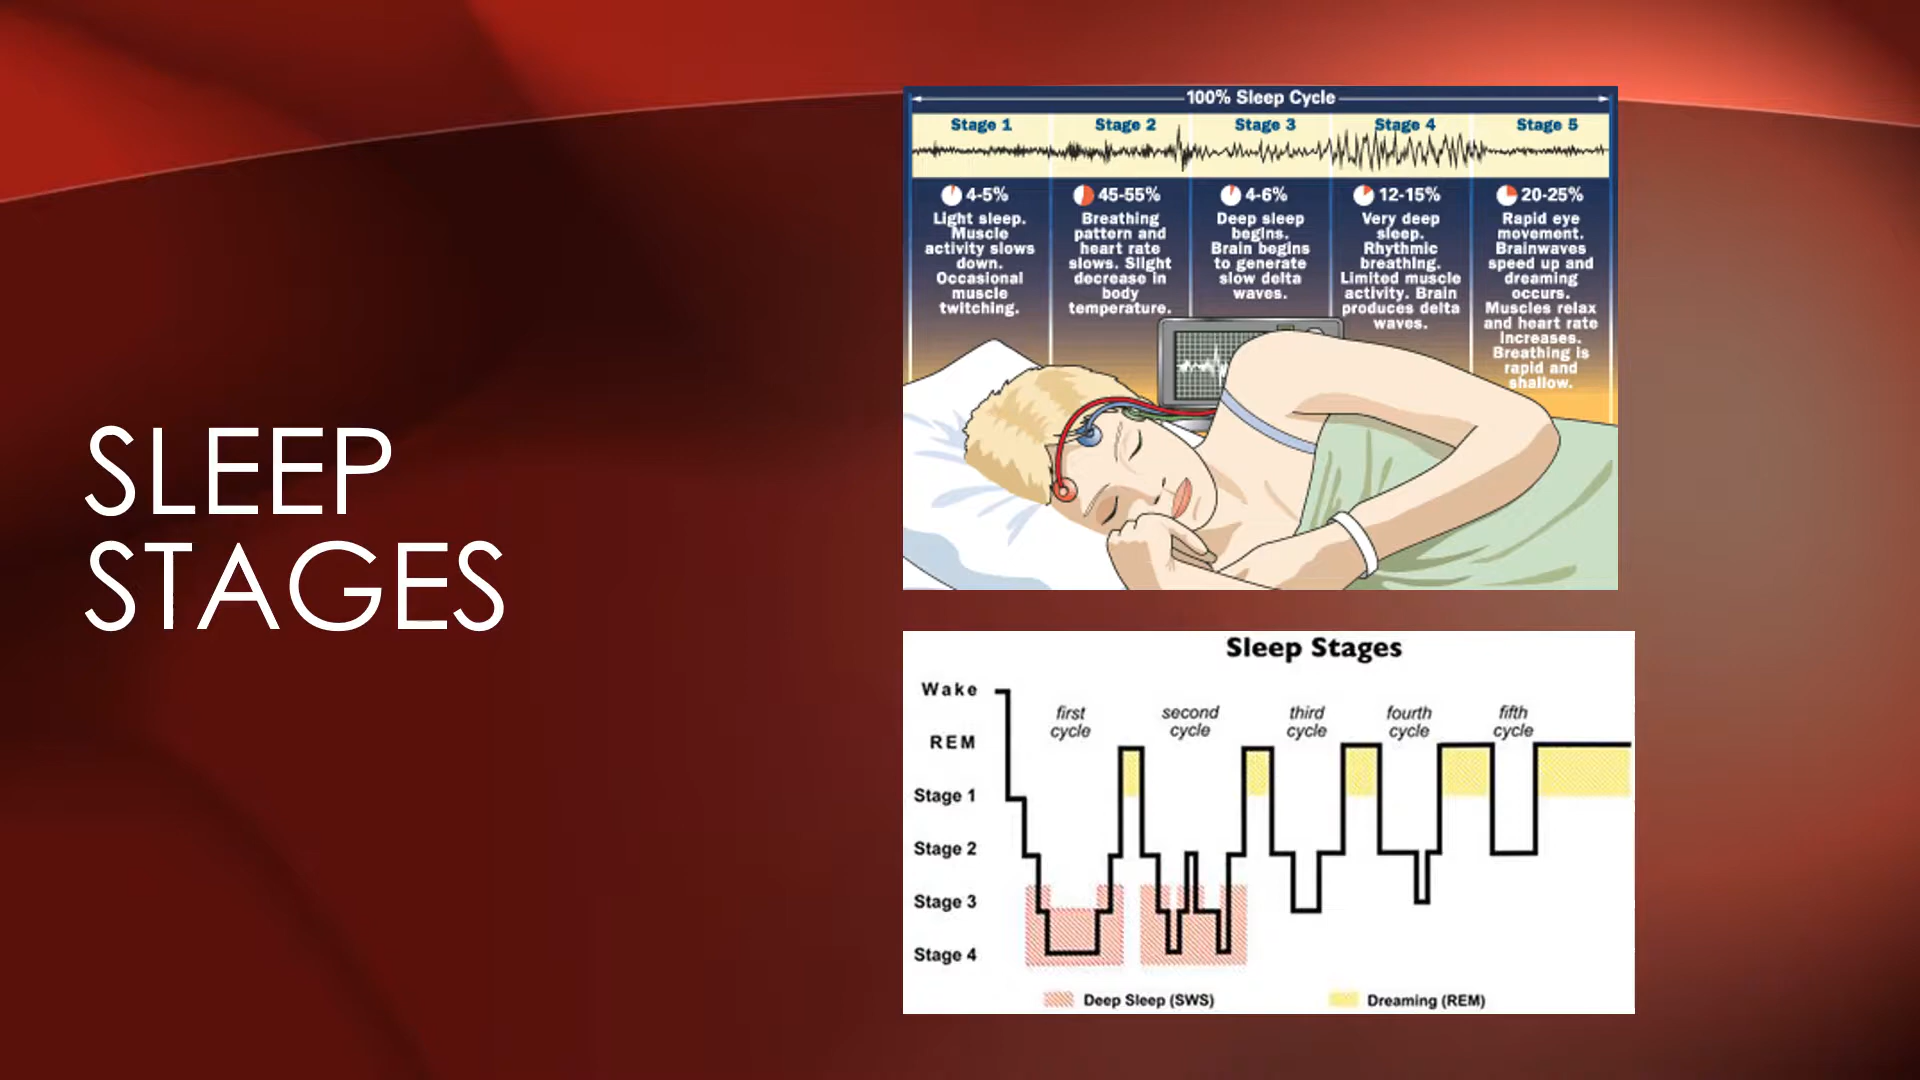 SLEEP
STAGES
100% Sleep Cycle
Stage 1
4-5%
Light sleep.
Muscle
activity slows
down.
Occasional
muscle
twitching.
Stage 2
45-55%
Breathing
pattern and
heart rate
slows. Slight
decrease in
body
temperature.
Stage 3
4-6%
Deep sleep
begins.
Brain begins
to generate
slow delta
waves.
Stage 4
12-15%
Very deep
sleep.
Rhythmic
breathing.
Limited muscle
activity. Brain
produces delta
waves.
Stage 5
20-25%
Rapid eye
movement.
Brainwaves
speed up and
dreaming
occurs.
Muscles relax
and heart rate
increases.
Breathing is
rapid and
shallow.
Sleep Stages
Wake
REM
Stage 1
Stage 2
Stage 3
Stage 4
first
cycle
second
cycle
third
cycle
fourth
cycle
fifth
cycle
Deep Sleep (SWS)
Dreaming (REM)